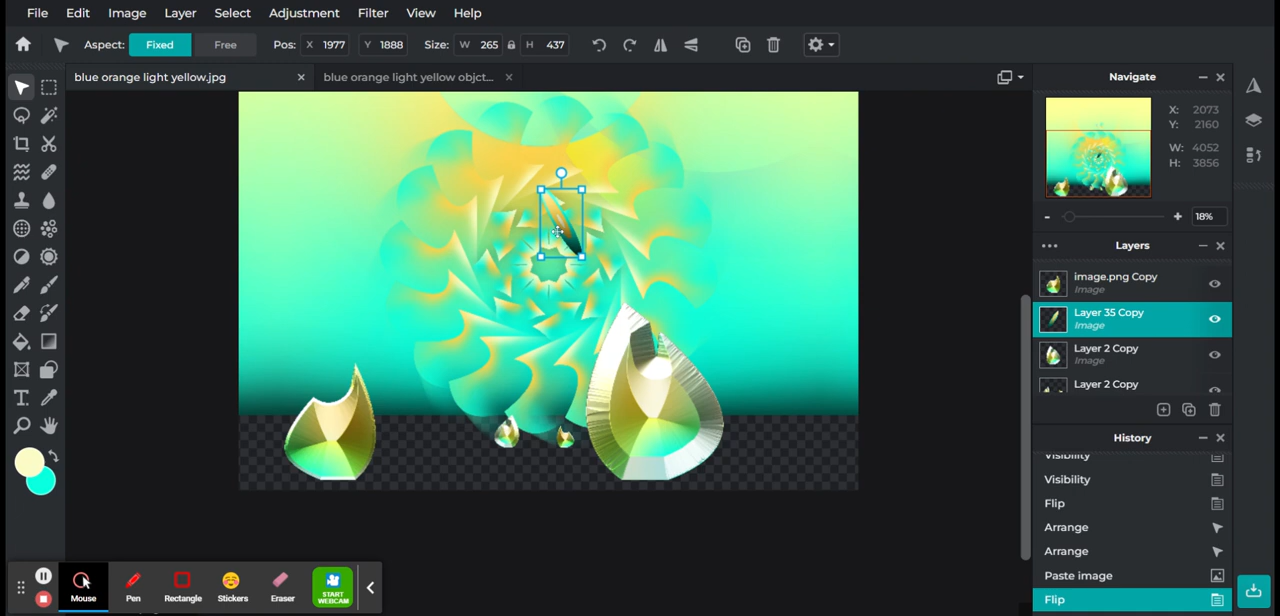 File Edit Image Layer Select Adjustment Filter View Help
Aspect: Fixed Free Pos: X 1977 Y 1888 Size: W 265 H 437
blue orange light yellow.jpg × blue orange light yellow objct... ×
Navigate
X: 2073
Y: 2160
W: 4052
H: 3856
- + 18%
Layers
image.png Copy
Image
Layer 35 Copy
Image
Layer 2 Copy
Image
Layer 2 Copy
History
Visibility
Visibility
Flip
Arrange
Arrange
Paste image
Flip
Mouse Pen Rectangle Stickers Eraser START
WEBCAM